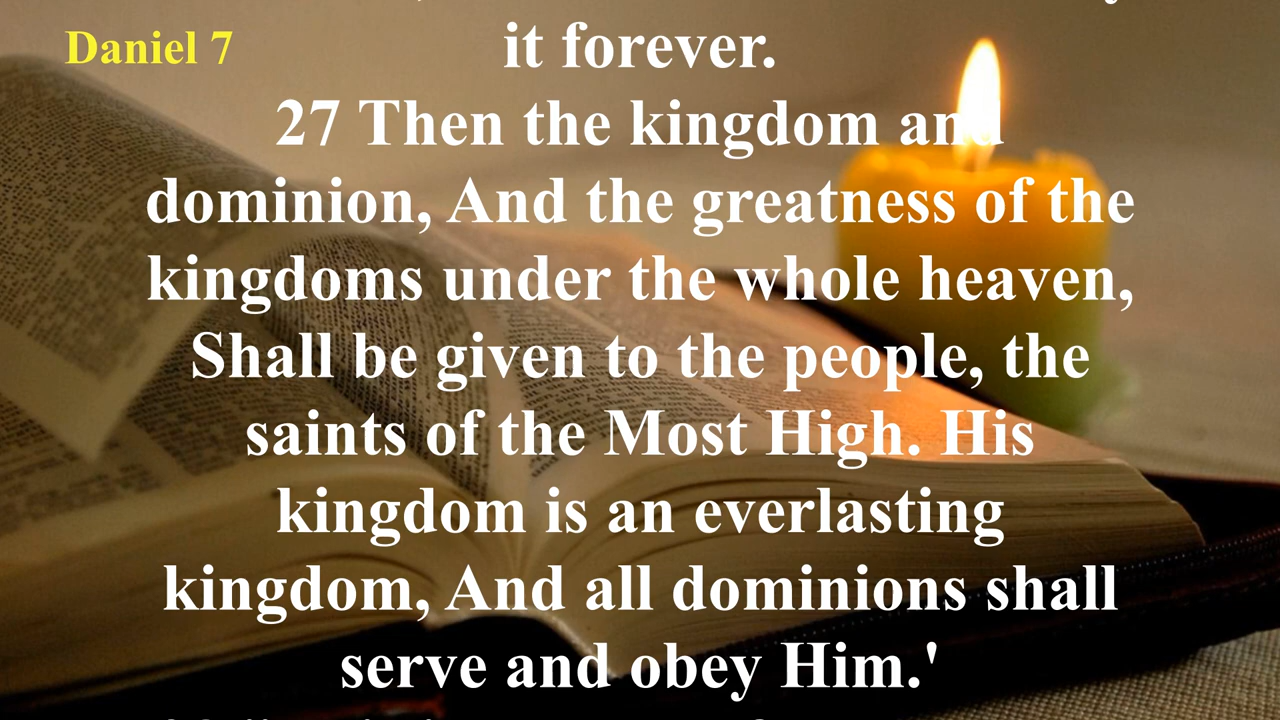 Daniel 7
it forever.
27 Then the kingdom and
dominion, And the greatness of the
kingdoms under the whole heaven,
Shall be given to the people, the
saints of the Most High. His
kingdom is an everlasting
kingdom, And all dominions shall
serve and obey Him.'